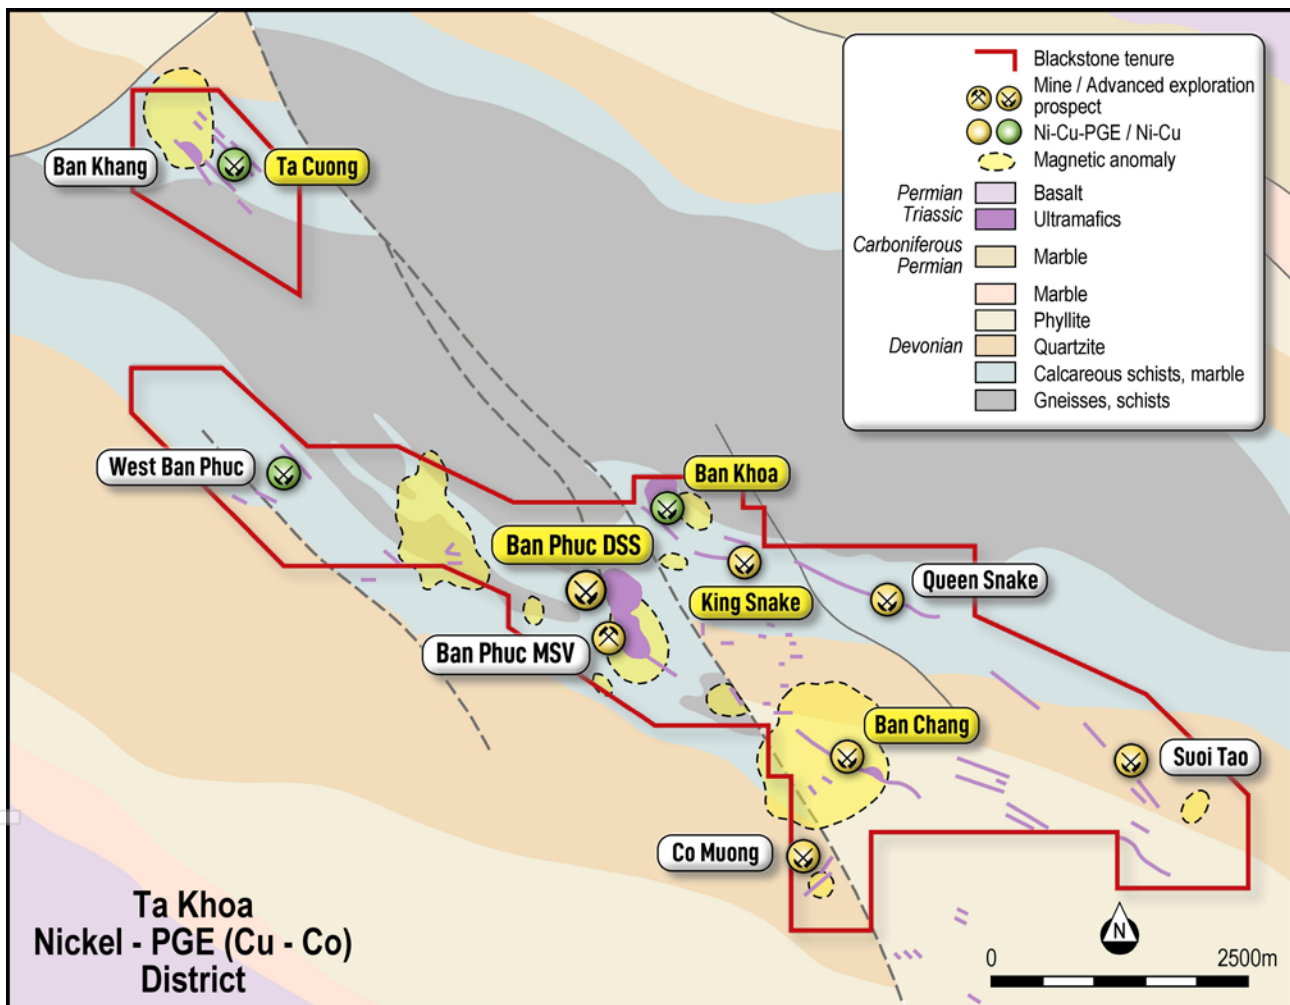 Blackstone tenure
Mine / Advanced exploration
prospect
Ni-Cu-PGE / Ni-Cu
Magnetic anomaly
Permian
Triassic
Basalt
Ultramafics
Carboniferous
Permian
Marble
Marble
Phyllite
Devonian
Quartzite
Calcareous schists, marble
Gneisses, schists
Ban Khang
Ta Cuong
West Ban Phuc
Ban Khoa
Ban Phuc DSS
King Snake
Queen Snake
Ban Phuc MSV
Ban Chang
Suoi Tao
Co Muong
Ta Khoa
Nickel - PGE (Cu - Co)
District
N
0 2500m